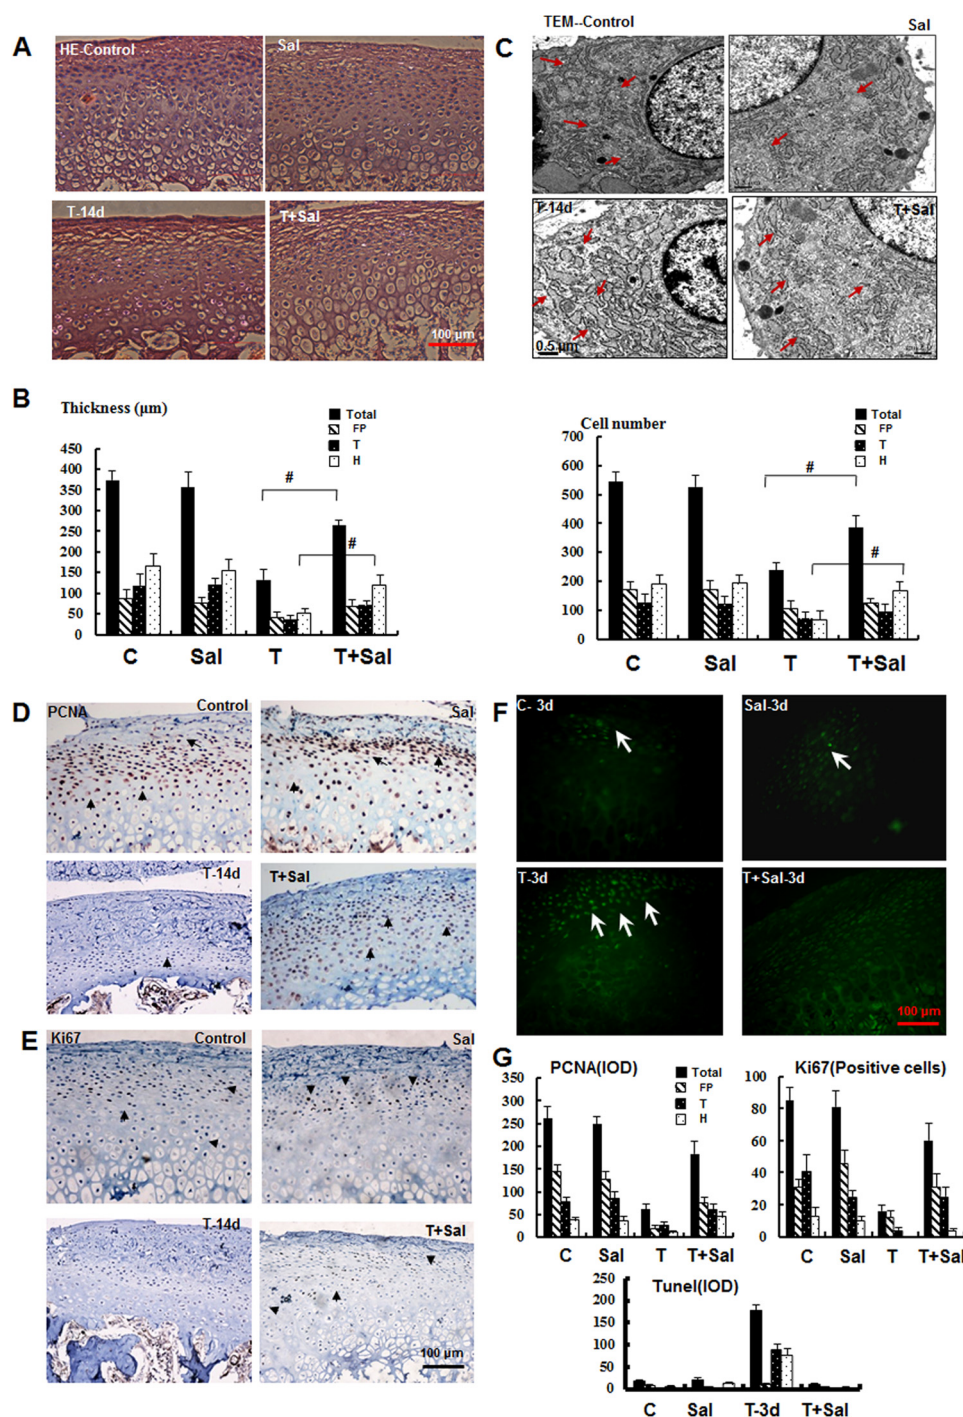 A
HE-Control
Sal
T-14d
T+Sal
100 µm
C
TEM--Control
Sal
T-14d
T+Sal
0.5 µm
B
Thickness (µm)
Total
FP
T
H
450
400
350
300
250
200
150
100
50
0
#
#
C Sal T T+Sal
Cell number
Total
FP
T
H
700
600
500
400
300
200
100
0
#
#
C Sal T T+Sal
D
PCNA
Control
Sal
T-14d
T+Sal
E
Ki67
Control
Sal
T-14d
T+Sal
100 µm
F
C- 3d
Sal-3d
T-3d
T+Sal-3d
100 µm
G
PCNA(IOD)
Total
FP
T
H
350
300
250
200
150
100
50
0
C Sal T T+Sal
Ki67(Positive cells)
100
80
60
40
20
0
C Sal T T+Sal
Tunel(IOD)
250
200
150
100
50
0
C Sal T-3d T+Sal